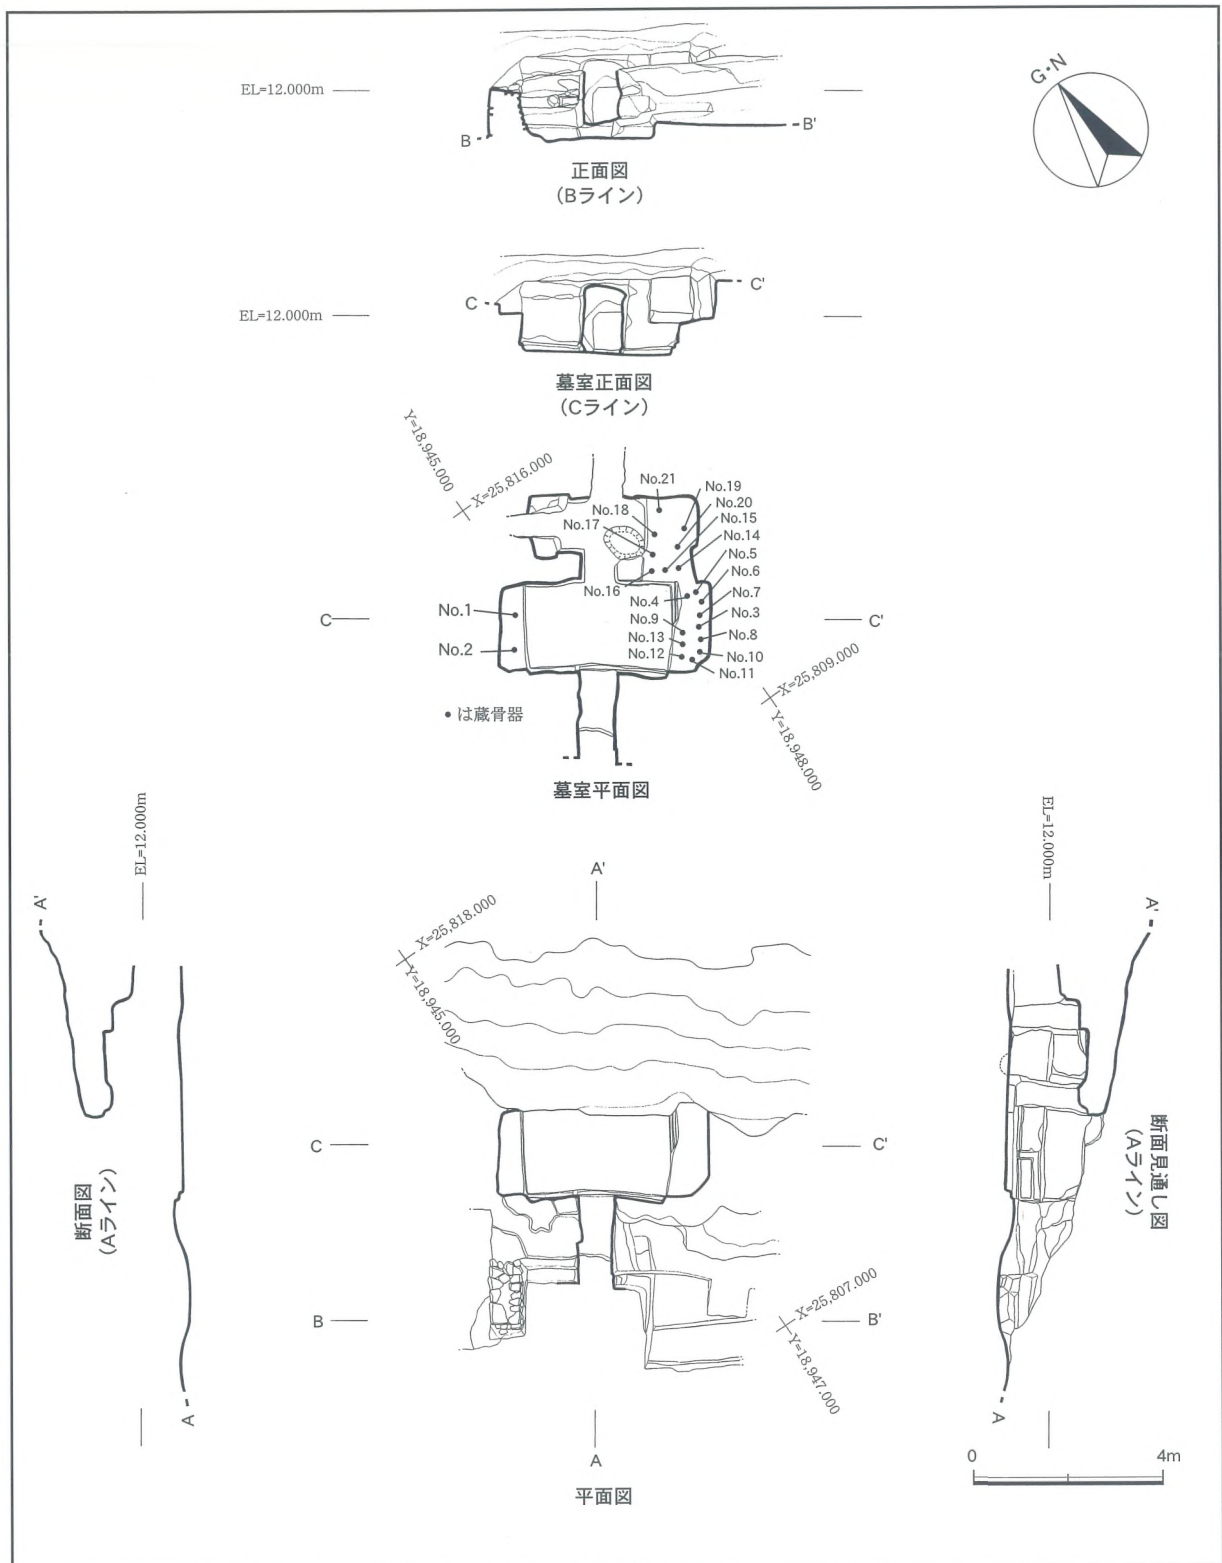 G・N
EL=12.000m
B
B'
正面図
(Bライン)
C
C'
EL=12.000m
墓室正面図
(Cライン)
Y=18,945.000
X=25,816.000
No.21
No.19
No.20
No.18
No.15
No.17
No.14
No.5
No.6
No.16
No.7
No.4
No.1
No.3
No.9
C
C'
No.13
No.8
No.2
No.12
No.10
No.11
X=25,809.000
Y=18,948.000
•は蔵骨器
墓室平面図
EL=12.000m
EL=12.000m
A'
A'
A'
X=25,818.000
Y=18,945.000
C
C'
断面図
(Aライン)
断面見通し図
(Aライン)
B
B'
X=25,807.000
Y=18,947.000
A
A
A
平面図
0
4m